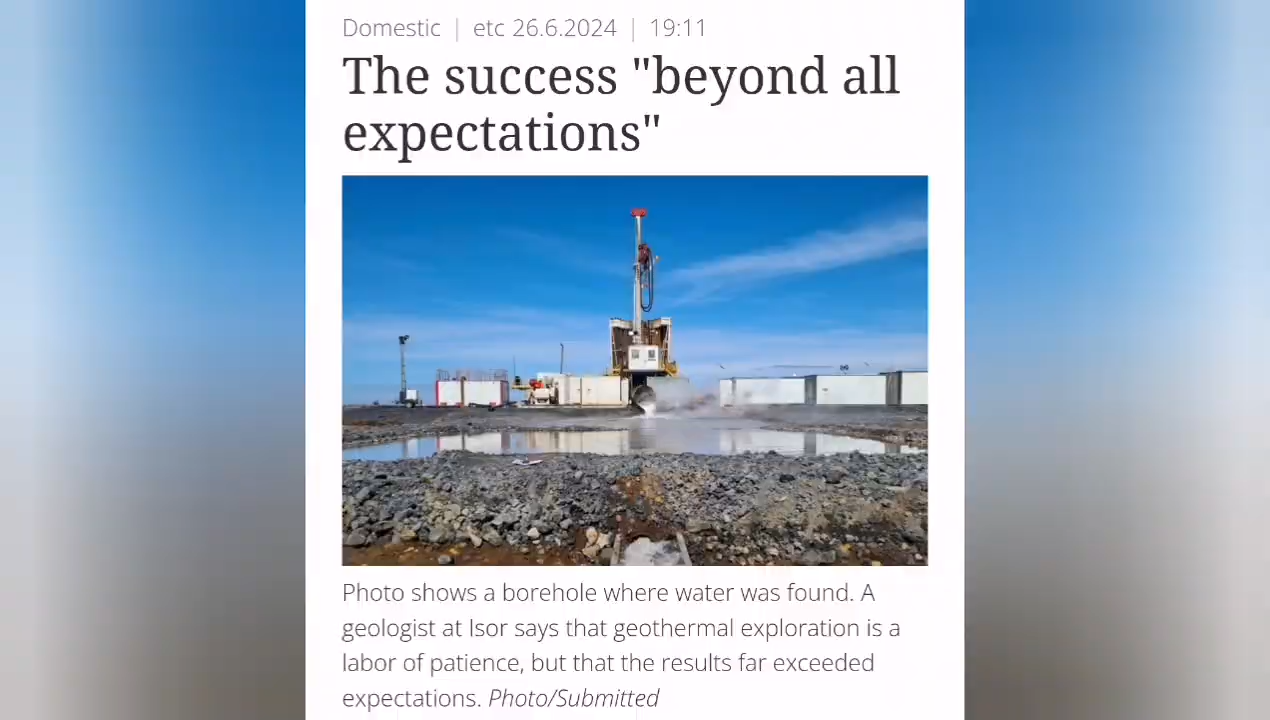 Domestic | etc 26.6.2024 | 19:11
The success "beyond all
expectations"
Photo shows a borehole where water was found. A
geologist at Isor says that geothermal exploration is a
labor of patience, but that the results far exceeded
expectations. Photo/Submitted